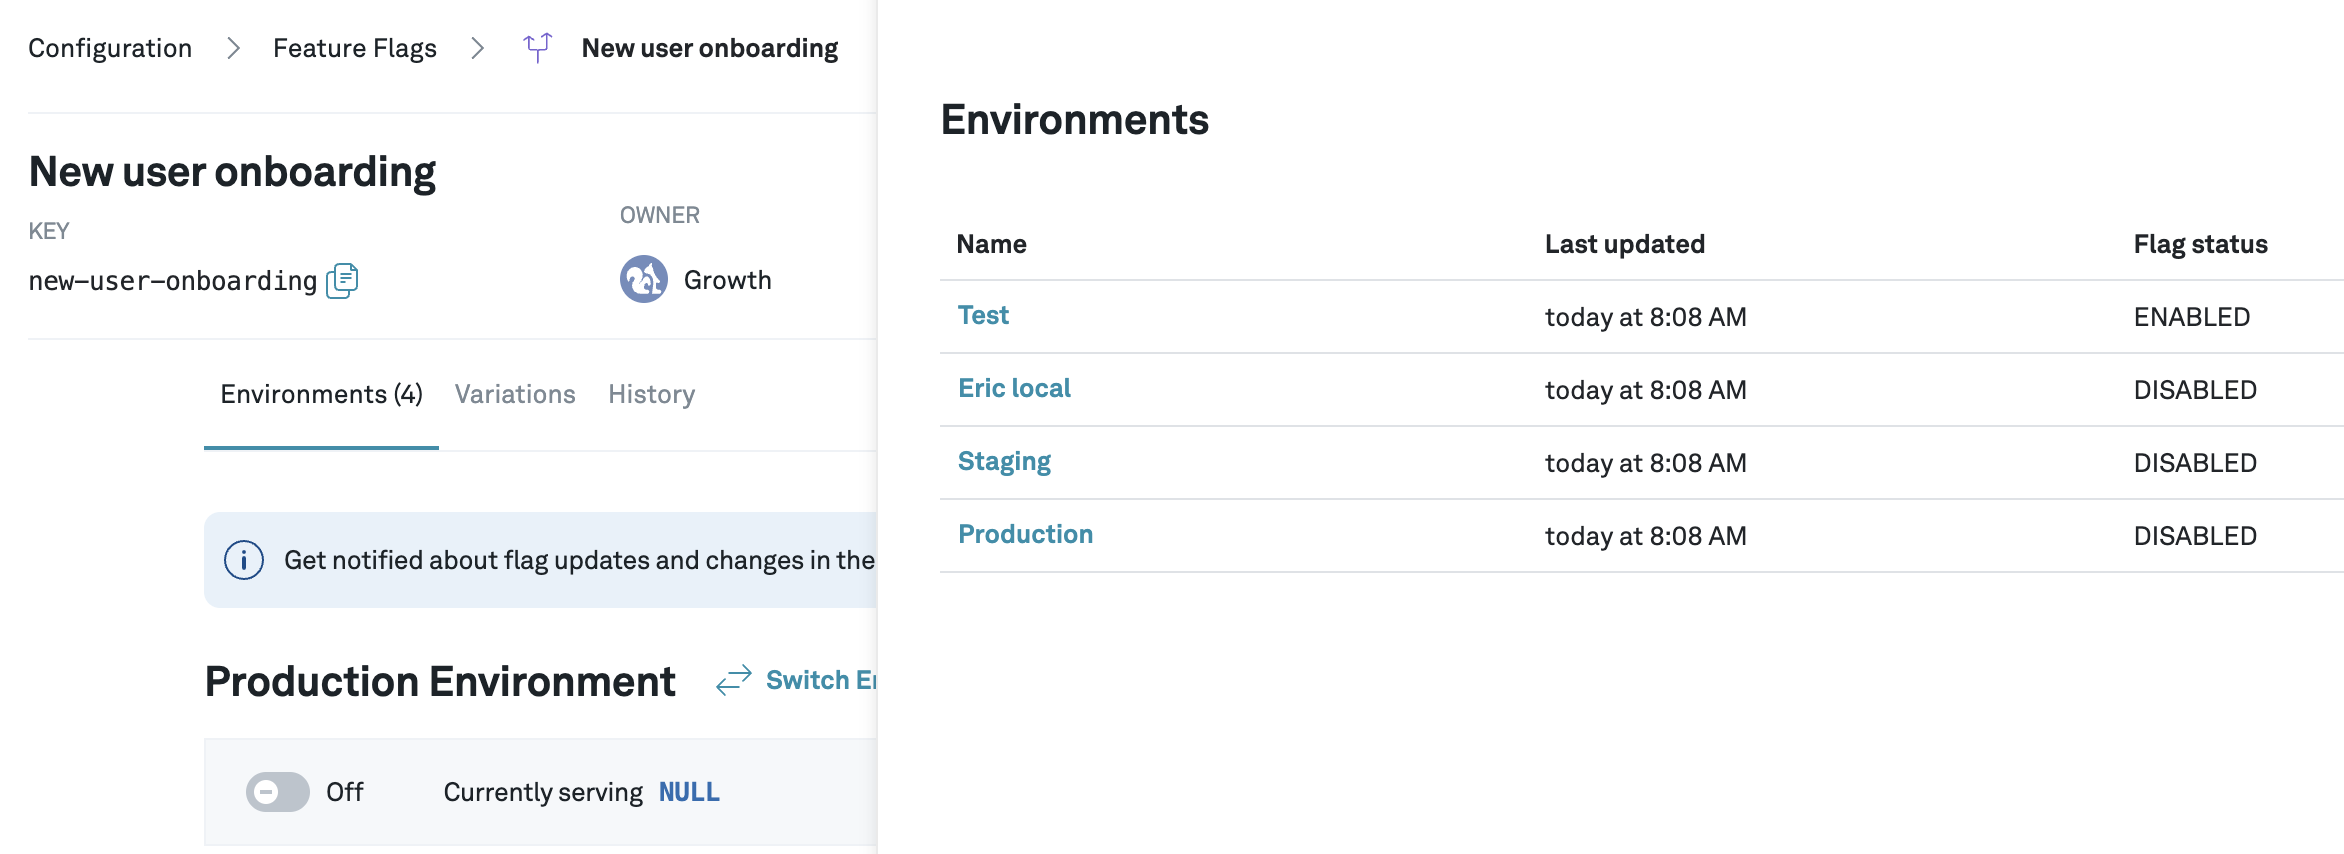 Configuration > Feature Flags > New user onboarding
New user onboarding
KEY
new-user-onboarding
OWNER
Growth
Environments (4) Variations History
Get notified about flag updates and changes in the
Production Environment Switch
Off Currently serving NULL
Environments
Name Last updated Flag status
Test today at 8:08 AM ENABLED
Eric local today at 8:08 AM DISABLED
Staging today at 8:08 AM DISABLED
Production today at 8:08 AM DISABLED